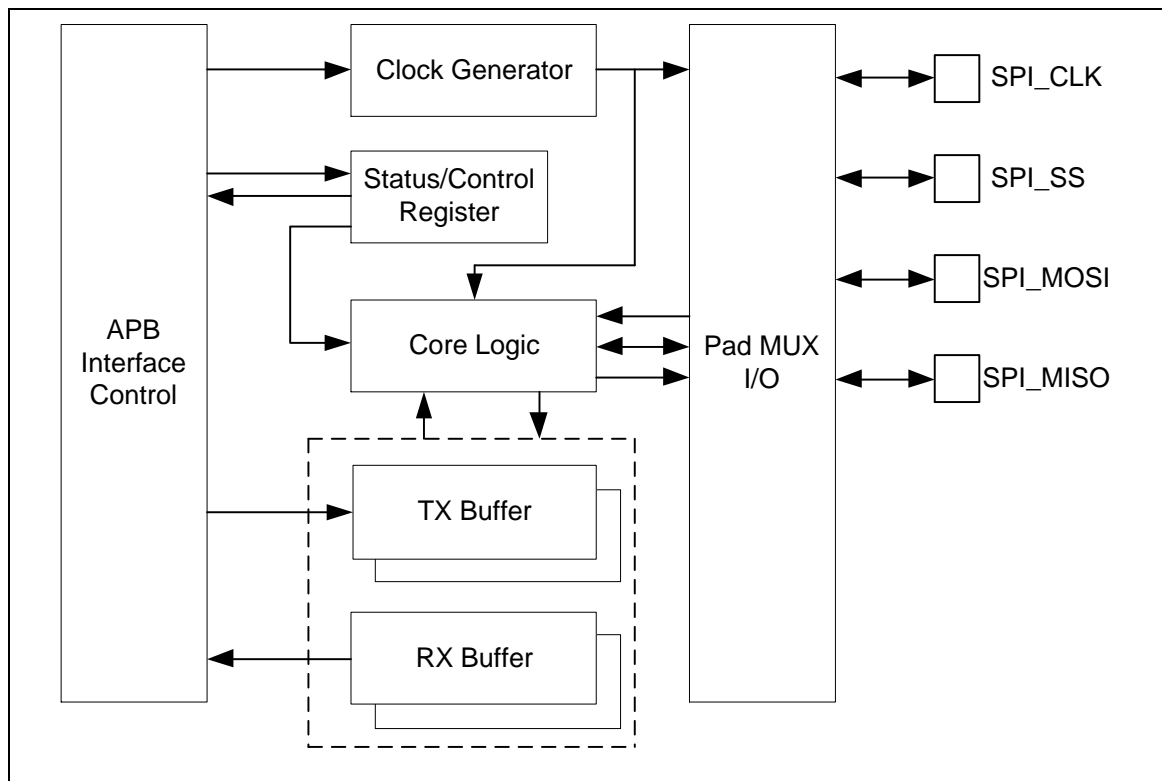 Clock Generator
SPI_CLK
Status/Control
Register
SPI_SS
SPI_MOSI
APB
Interface
Control
Core Logic
Pad MUX
I/O
SPI_MISO
TX Buffer
RX Buffer